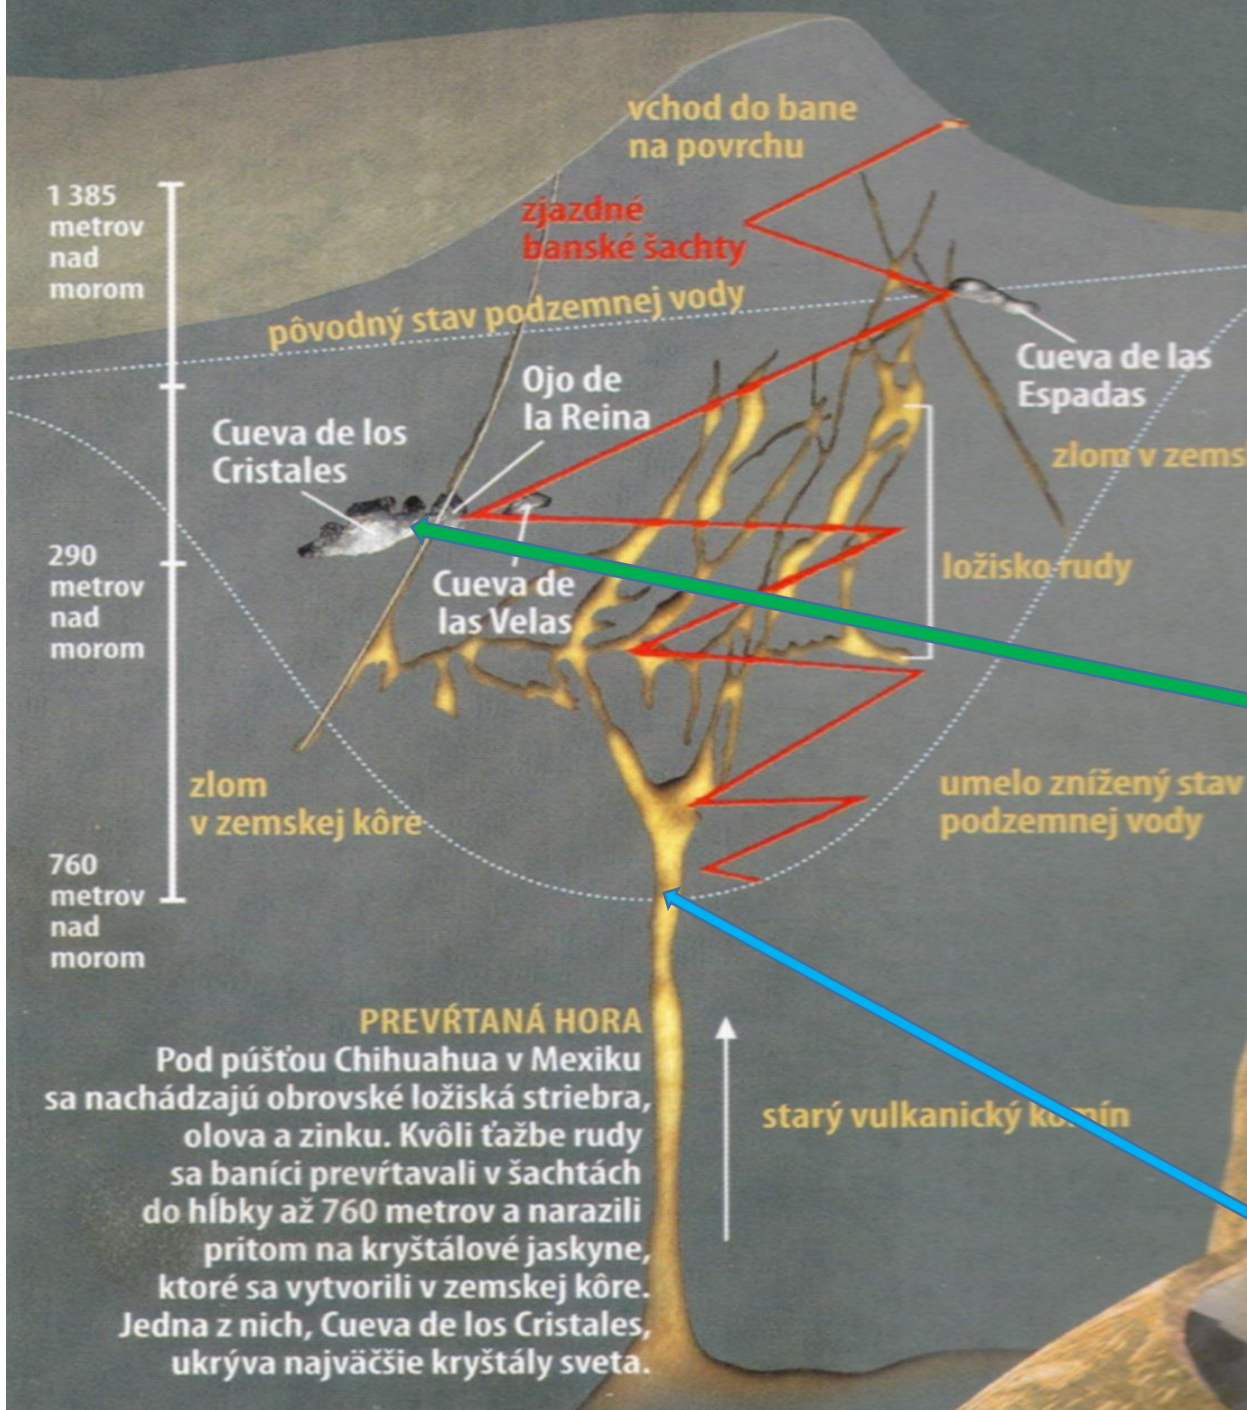 vchod do bane
na povrchu
1 385
metrov
nad
morom
zjazdné
banské šachty
pôvodný stav podzemnej vody
Cueva de las
Espadas
Ojo de
la Reina
Cueva de los
Cristales
zlom v zems
290
metrov
nad
morom
Cueva de
las Velas
ložisko rudy
zlom
v zemskej kôre
umelo znížený stav
podzemnej vody
760
metrov
nad
morom
PREVŔTANÁ HORA
Pod púšťou Chihuahua v Mexiku
sa nachádzajú obrovské ložiská striebra,
olova a zinku. Kvôli ťažbe rudy
sa baníci prevŕtavali v šachtách
do hĺbky až 760 metrov a narazili
pritom na kryštálové jaskyne,
ktoré sa vytvorili v zemskej kôre.
Jedna z nich, Cueva de los Cristales,
ukrýva najväčšie kryštály sveta.
starý vulkanický komín